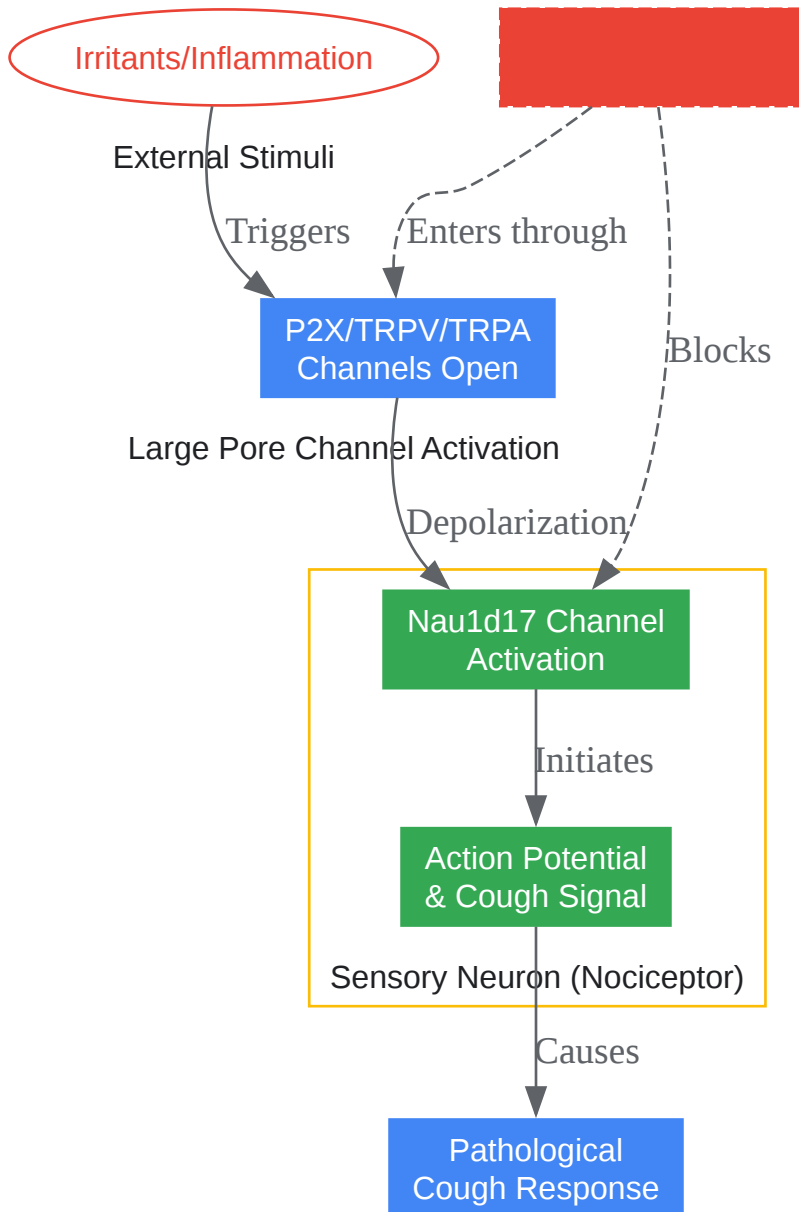 Irritants/Inflammation
External Stimuli
Triggers
Enters through
P2X/TRPV/TRPA
Channels Open
Blocks
Large Pore Channel Activation
Depolarization
Nau1d17 Channel
Activation
Initiates
Action Potential
& Cough Signal
Sensory Neuron (Nociceptor)
Causes
Pathological
Cough Response